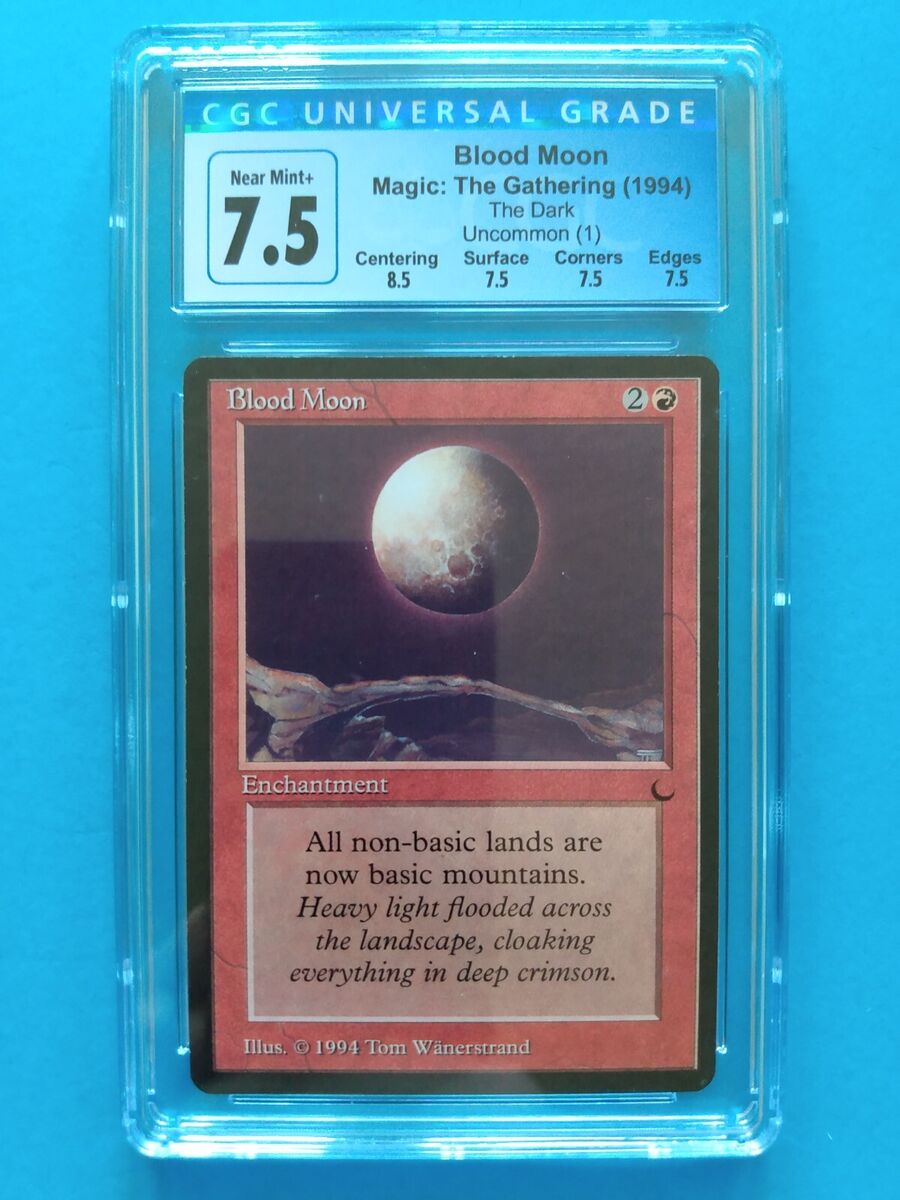 CGC UNIVERSAL GRADE
Near Mint+
7.5
Blood Moon
Magic: The Gathering (1994)
The Dark
Uncommon (1)
Centering Surface Corners Edges
8.5 7.5 7.5 7.5
Blood Moon 2
Enchantment
All non-basic lands are
now basic mountains.
Heavy light flooded across
the landscape, cloaking
everything in deep crimson.
Illus. © 1994 Tom Wänerstrand